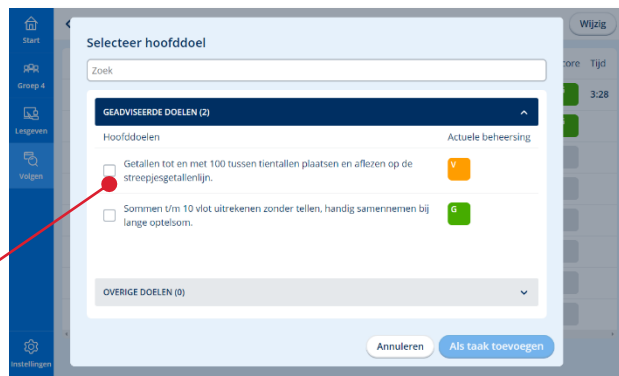 Start
Groep 4
Lesgeven
Volgen
Instellingen
Wijzig
core Tijd
3:28
Selecteer hoofddoel
Zoek
GEADVISEERDE DOELEN (2)
Hoofddoelen Actuele beheersing
Getallen tot en met 100 tussen tientallen plaatsen en aflezen op de
streepjesgetallenlijn.
V
Sommen t/m 10 vlot uitrekenen zonder tellen, handig samennemen bij
lange optelsom.
G
OVERIGE DOELEN (0)
Annuleren Als taak toevoegen